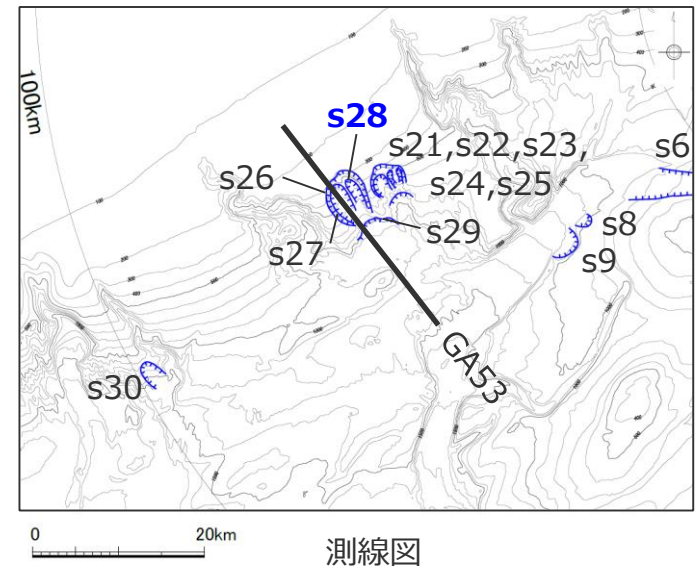 100km
s28
s21,s22,s23,
s24,s25
s6
s26
s8
s29
s27
s9
GA53
s30
0 20km
測線図